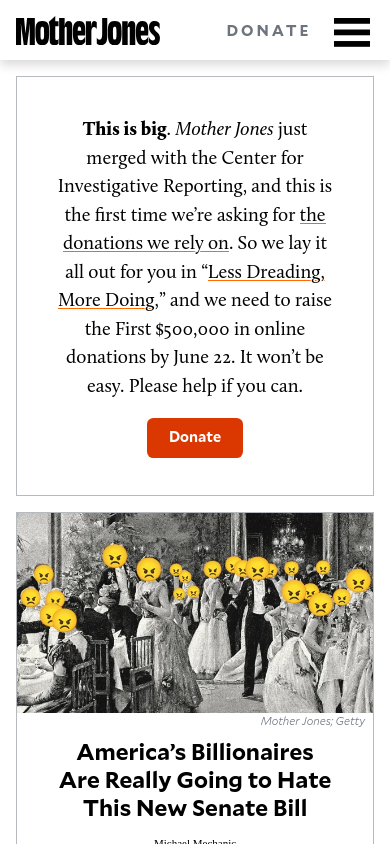 Mother Jones
DONATE
This is big. Mother Jones just
merged with the Center for
Investigative Reporting, and this is
the first time we’re asking for the
donations we rely on. So we lay it
all out for you in “Less Dreading,
More Doing,” and we need to raise
the First $500,000 in online
donations by June 22. It won’t be
easy. Please help if you can.
Donate
Mother Jones; Getty
America’s Billionaires
Are Really Going to Hate
This New Senate Bill
Michael Mechanic